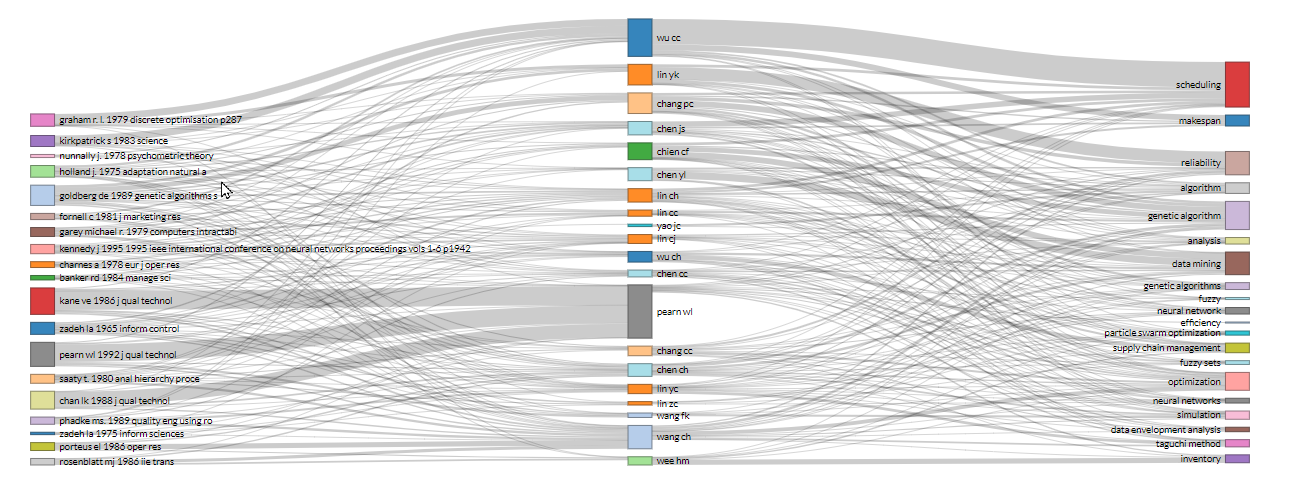 graham r. l. 1979 discrete optimisation p287
kirkpatrick s 1983 science
nunnally j. 1978 psychometric theory
holland j. 1975 adaptation natural a
goldberg de 1989 genetic algorithms s
fornell c 1981 j marketing res
garey michael r. 1979 computers intractabi
kennedy j 1995 1995 ieee international conference on neural networks proceedings vols 1-6 p1942
charnes a 1978 eur j oper res
banker rd 1984 manage sci
kane ve 1986 j qual technol
zadeh la 1965 inform control
pearn wl 1992 j qual technol
saaty t. 1980 anal hierarchy proce
chan lk 1988 j qual technol
phadke ms. 1989 quality eng using ro
zadeh la 1975 inform sciences
porteus el 1986 oper res
rosenblatt mj 1986 iie trans
wu cc
lin yk
chang pc
chen js
chien cf
chen yl
lin ch
lin cc
yao jc
lin cj
wu ch
chen cc
pearn wl
chang cc
chen ch
lin yc
lin zc
wang fk
wang ch
wee hm
scheduling
makespan
reliability
algorithm
genetic algorithm
analysis
data mining
genetic algorithms
fuzzy
neural network
efficiency
particle swarm optimization
supply chain management
fuzzy sets
optimization
neural networks
simulation
data envelopment analysis
taguchi method
inventory